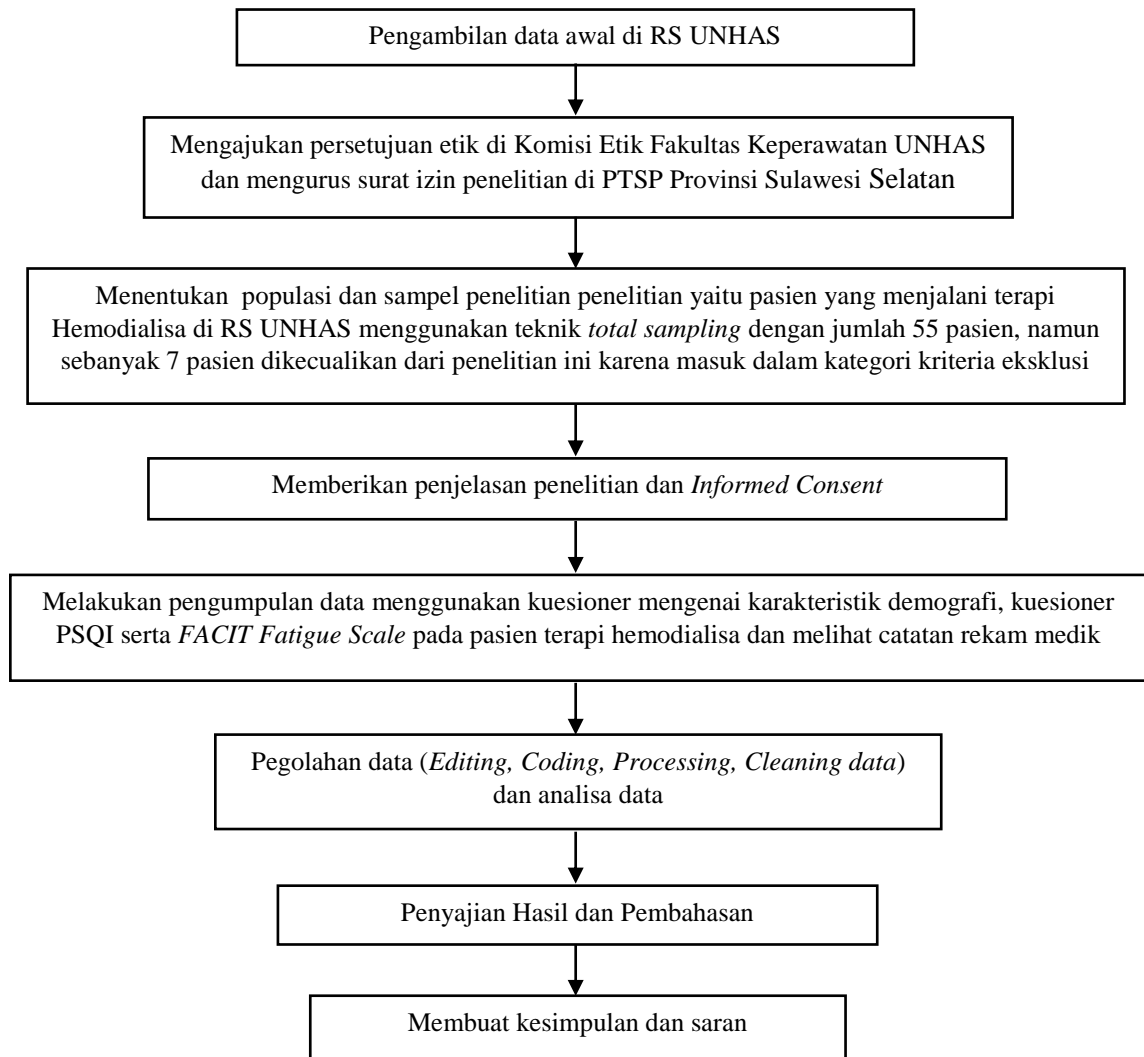 Pengambilan data awal di RS UNHAS
Mengajukan persetujuan etik di Komisi Etik Fakultas Keperawatan UNHAS
dan mengurus surat izin penelitian di PTSP Provinsi Sulawesi Selatan
Menentukan populasi dan sampel penelitian penelitian yaitu pasien yang menjalani terapi
Hemodialisa di RS UNHAS menggunakan teknik total sampling dengan jumlah 55 pasien, namun
sebanyak 7 pasien dikecualikan dari penelitian ini karena masuk dalam kategori kriteria eksklusi
Memberikan penjelasan penelitian dan Informed Consent
Melakukan pengumpulan data menggunakan kuesioner mengenai karakteristik demografi, kuesioner
PSQI serta FACIT Fatigue Scale pada pasien terapi hemodialisa dan melihat catatan rekam medik
Pegolahan data (Editing, Coding, Processing, Cleaning data)
dan analisa data
Penyajian Hasil dan Pembahasan
Membuat kesimpulan dan saran